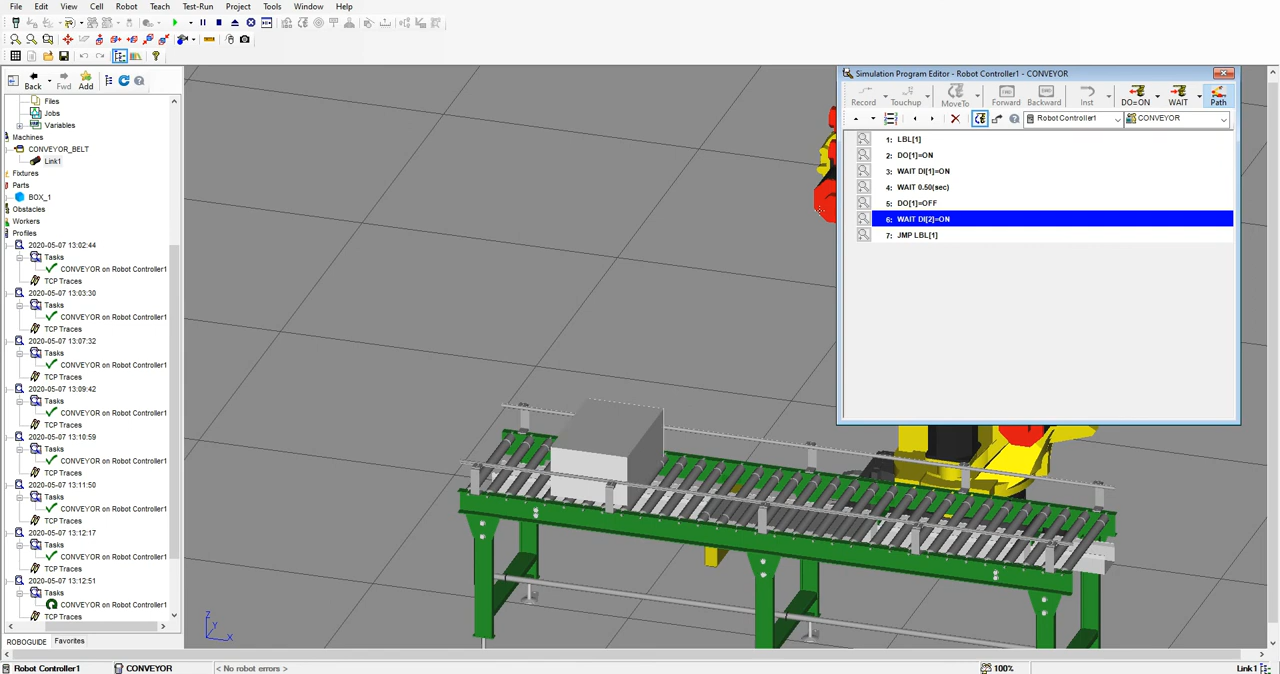 File Edit View Cell Robot Teach Test-Run Project Tools Window Help
Back Fwd Add
Files
Jobs
Variables
Machines
CONVEYOR_BELT
Link1
Fixtures
Parts
BOX_1
Obstacles
Workers
Profiles
2020-05-07 13:02:44
Tasks
CONVEYOR on Robot Controller1
TCP Traces
2020-05-07 13:03:30
Tasks
CONVEYOR on Robot Controller1
TCP Traces
2020-05-07 13:07:32
Tasks
CONVEYOR on Robot Controller1
TCP Traces
2020-05-07 13:09:42
Tasks
CONVEYOR on Robot Controller1
TCP Traces
2020-05-07 13:10:59
Tasks
CONVEYOR on Robot Controller1
TCP Traces
2020-05-07 13:11:50
Tasks
CONVEYOR on Robot Controller1
TCP Traces
2020-05-07 13:12:17
Tasks
CONVEYOR on Robot Controller1
TCP Traces
2020-05-07 13:12:51
Tasks
CONVEYOR on Robot Controller1
TCP Traces
ROBOGUIDE Favorites
Simulation Program Editor - Robot Controller1 - CONVEYOR
Record Touchup MoveTo Forward Backward Inst DO=ON WAIT Path
Robot Controller1 CONVEYOR
1: LBL[1]
2: DO[1]=ON
3: WAIT DI[1]=ON
4: WAIT 0.50(sec)
5: DO[1]=OFF
6: WAIT DI[2]=ON
7: JMP LBL[1]
Z
Y
X
Robot Controller1 CONVEYOR < No robot errors > 100% Link1